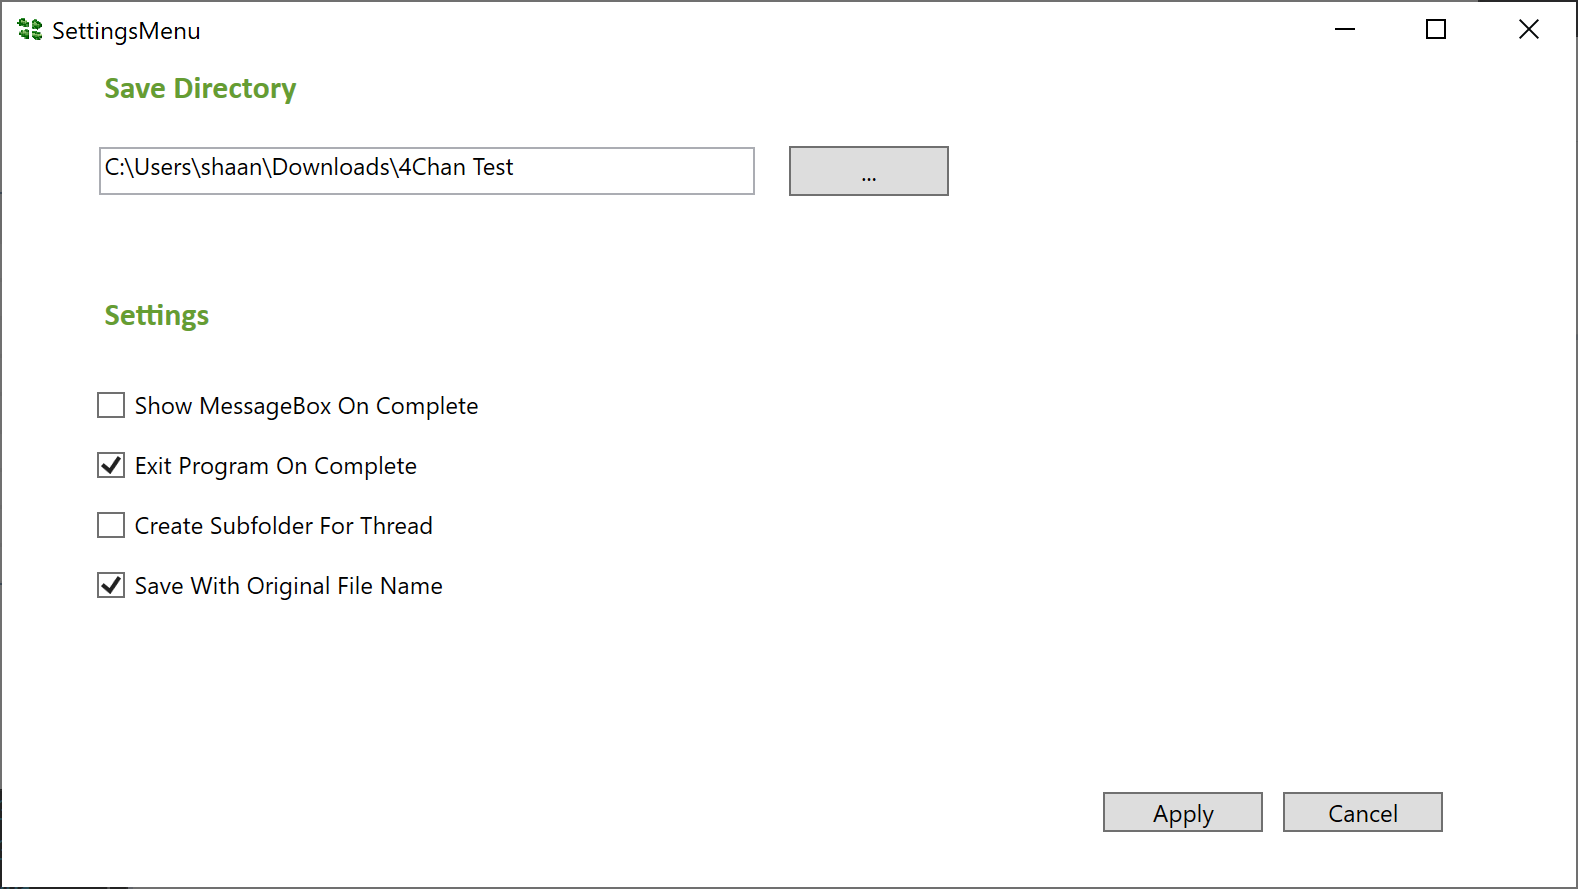 SettingsMenu
Save Directory
C:\Users\shaan\Downloads\4Chan Test
...
Settings
Show MessageBox On Complete
Exit Program On Complete
Create Subfolder For Thread
Save With Original File Name
Apply
Cancel